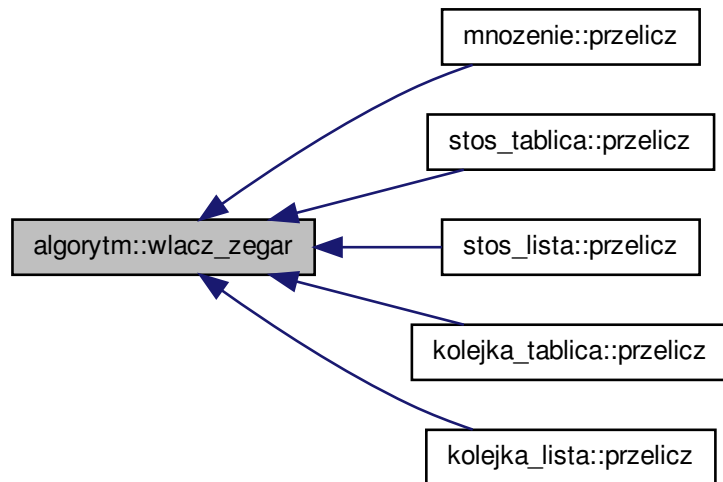 mnozenie::przelicz
stos_tablica::przelicz
algorytm::wlacz_zegar
stos_lista::przelicz
kolejka_tablica::przelicz
kolejka_lista::przelicz